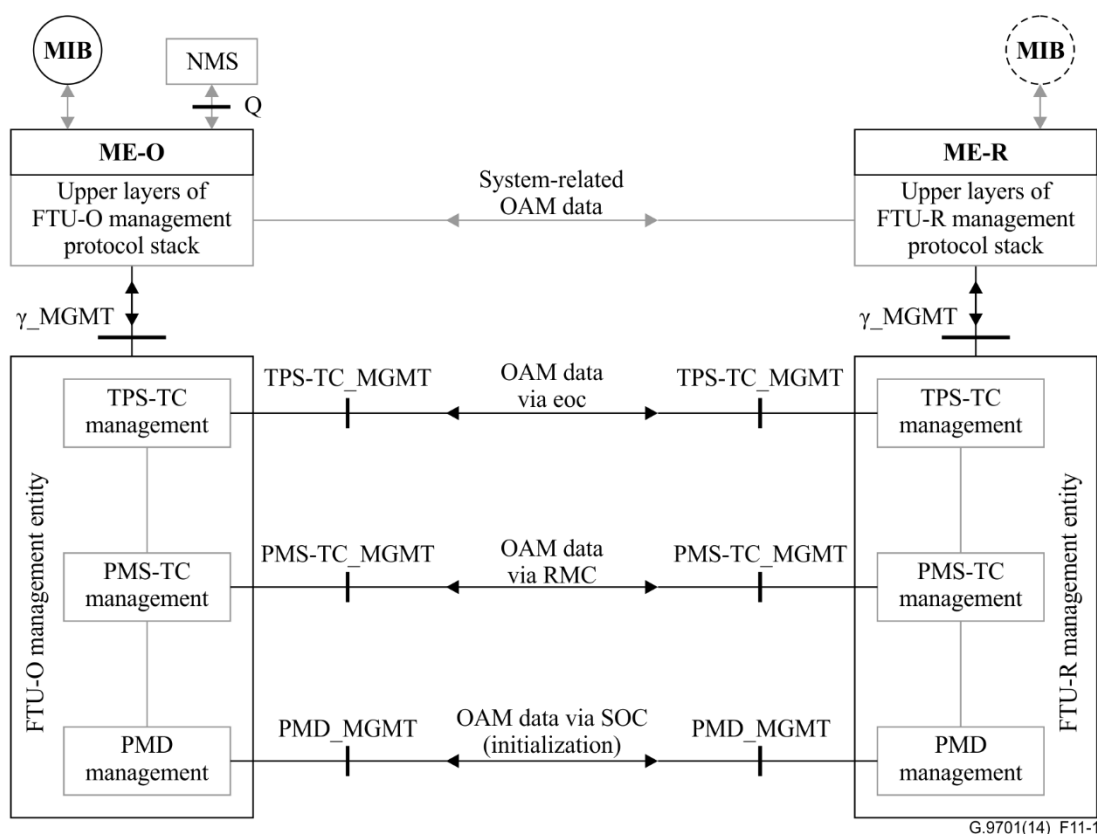 MIB
NMS
MIB
Q
ME-O
ME-R
Upper layers of
FTU-O management
protocol stack
System-related
OAM data
Upper layers of
FTU-R management
protocol stack
γ_MGMT
γ_MGMT
TPS-TC
management
TPS-TC_MGMT
OAM data
via eoc
TPS-TC_MGMT
TPS-TC
management
FTU-O management entity
PMS-TC
management
PMS-TC_MGMT
OAM data
via RMC
PMS-TC_MGMT
PMS-TC
management
FTU-R management entity
PMD
management
PMD_MGMT
OAM data via SOC
(initialization)
PMD_MGMT
PMD
management
G.9701(14)_F11-1